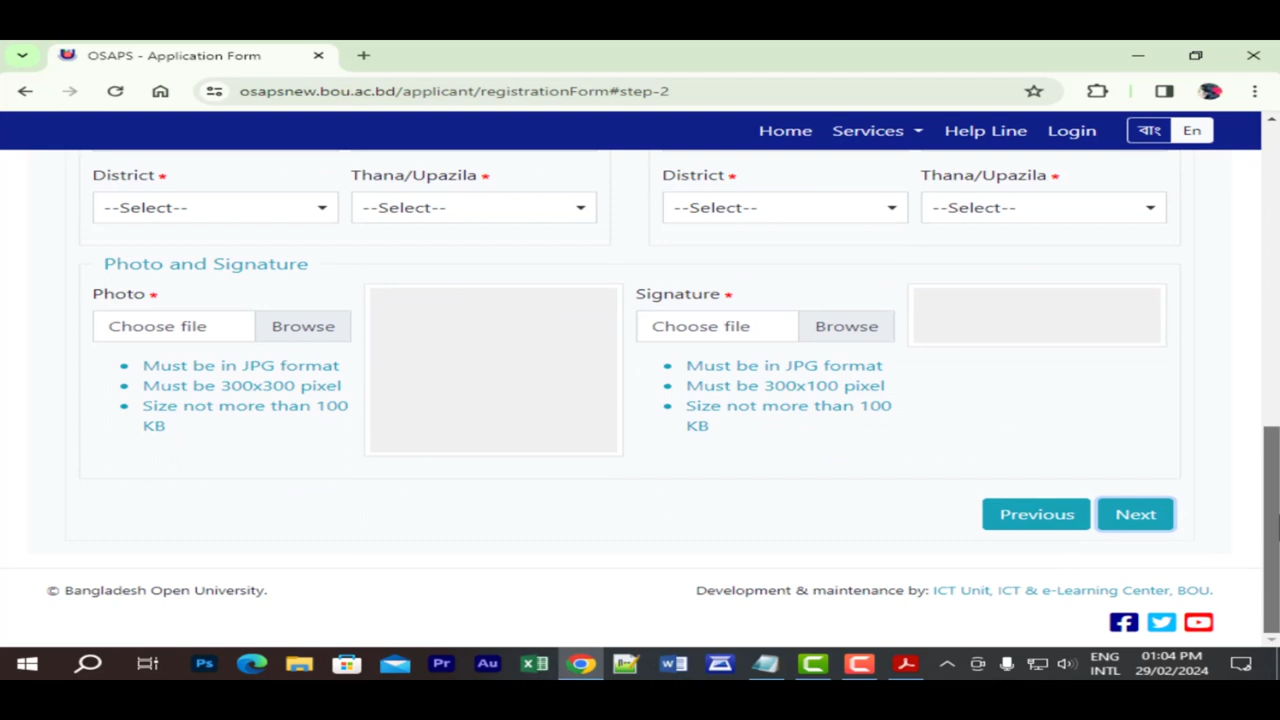 OSAPS - Application Form
osapsnew.bou.ac.bd/applicant/registrationForm#step-2
Home Services Help Line Login বাং En
District * Thana/Upazila * District * Thana/Upazila *
--Select-- --Select-- --Select-- --Select--
Photo and Signature
Photo * Signature *
Choose file Browse Choose file Browse
• Must be in JPG format • Must be in JPG format
• Must be 300x300 pixel • Must be 300x100 pixel
• Size not more than 100 • Size not more than 100
KB KB
Previous Next
© Bangladesh Open University. Development & maintenance by: ICT Unit, ICT & e-Learning Center, BOU.
Ps Pr Au ENG 01:04 PM
INTL 29/02/2024